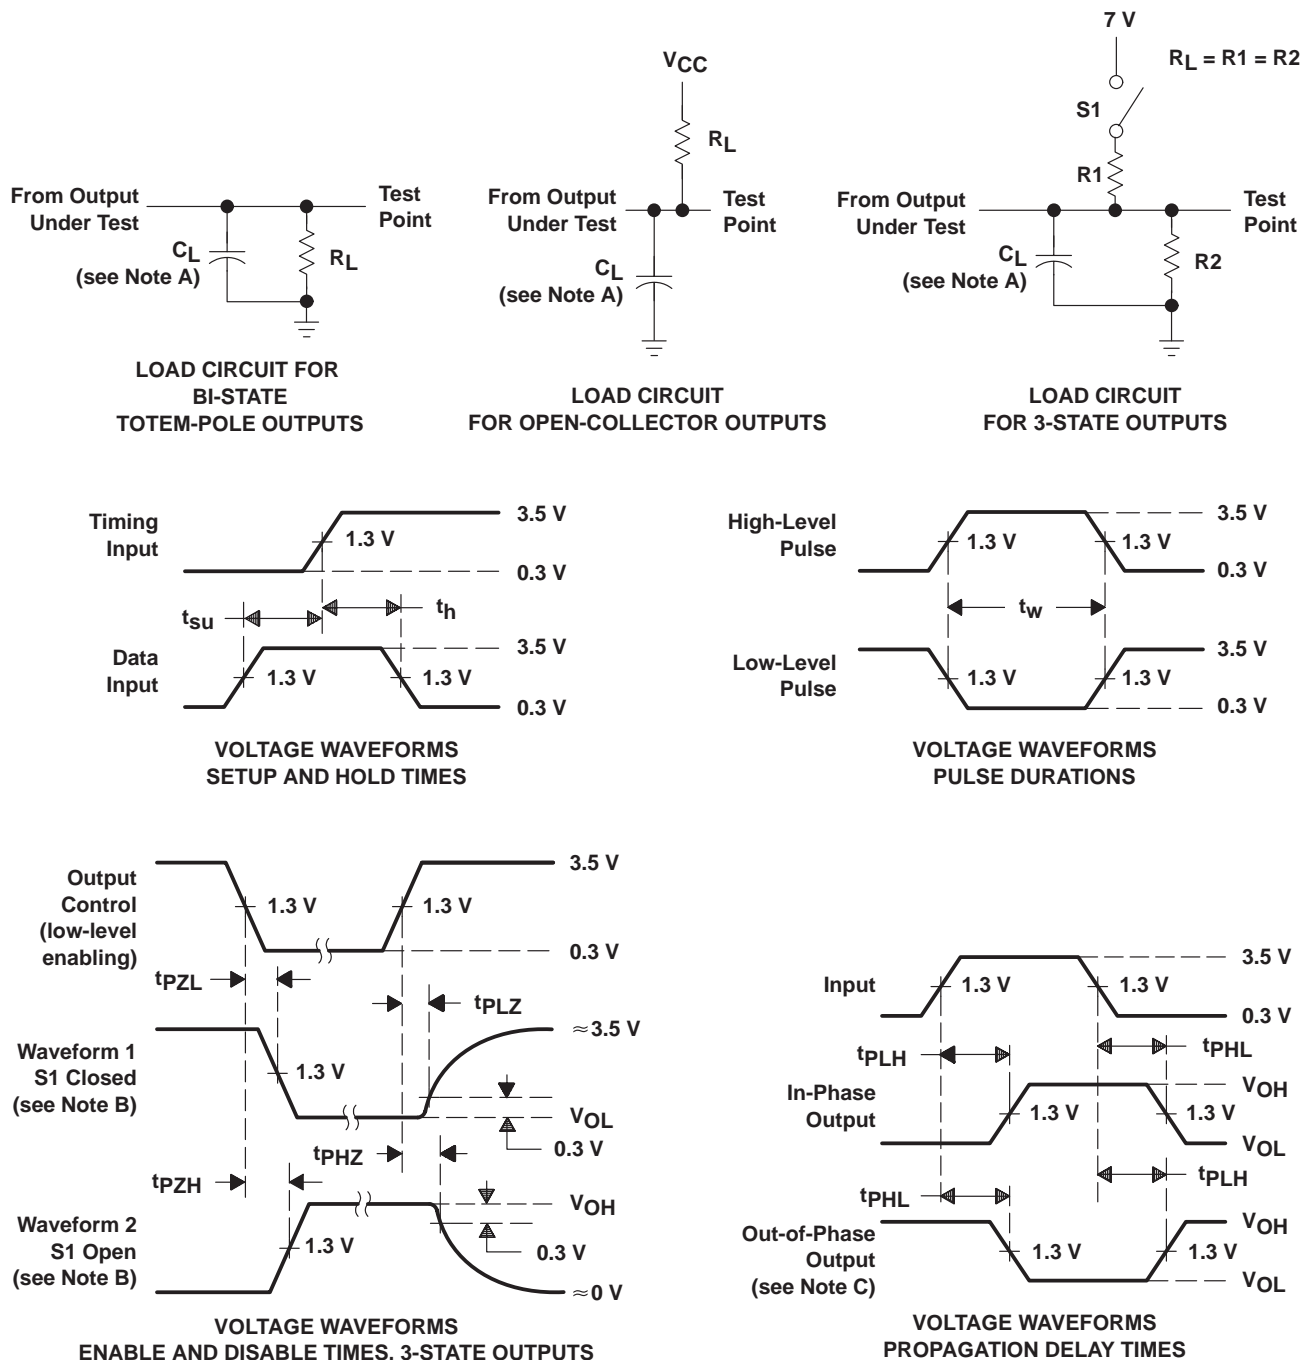 7 V
RL = R1 = R2
S1
R1
From Output
Under Test
Test
Point
CL
(see Note A)
R2
LOAD CIRCUIT
FOR 3-STATE OUTPUTS
VCC
RL
From Output
Under Test
Test
Point
CL
(see Note A)
LOAD CIRCUIT
FOR OPEN-COLLECTOR OUTPUTS
From Output
Under Test
Test
Point
CL
(see Note A)
RL
LOAD CIRCUIT FOR
BI-STATE
TOTEM-POLE OUTPUTS
Timing
Input
1.3 V
3.5 V
0.3 V
tsu
th
Data
Input
1.3 V
1.3 V
3.5 V
0.3 V
VOLTAGE WAVEFORMS
SETUP AND HOLD TIMES
High-Level
Pulse
1.3 V
1.3 V
3.5 V
0.3 V
tw
Low-Level
Pulse
1.3 V
1.3 V
3.5 V
0.3 V
VOLTAGE WAVEFORMS
PULSE DURATIONS
Output
Control
(low-level
enabling)
1.3 V
1.3 V
3.5 V
0.3 V
tPZL
tPLZ
Waveform 1
S1 Closed
(see Note B)
1.3 V
≈3.5 V
VOL
0.3 V
tPHZ
tPZH
Waveform 2
S1 Open
(see Note B)
1.3 V
VOH
0.3 V
≈0 V
VOLTAGE WAVEFORMS
ENABLE AND DISABLE TIMES, 3-STATE OUTPUTS
Input
1.3 V
1.3 V
3.5 V
0.3 V
tPLH
tPHL
In-Phase
Output
1.3 V
1.3 V
VOH
VOL
tPHL
tPLH
Out-of-Phase
Output
(see Note C)
1.3 V
1.3 V
VOH
VOL
VOLTAGE WAVEFORMS
PROPAGATION DELAY TIMES